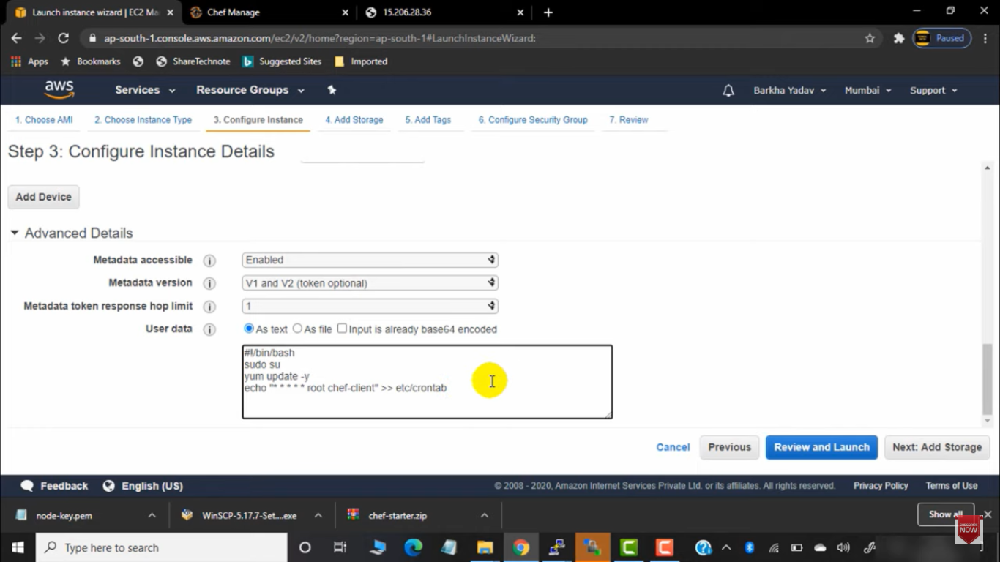 Launch instance wizard | EC2 Ma
Chef Manage
15.206.28.36
ap-south-1.console.aws.amazon.com/ec2/v2/home?region=ap-south-1#LaunchInstanceWizard:
Paused
Apps Bookmarks ShareTechnote Suggested Sites Imported
aws Services Resource Groups Barkha Yadav Mumbai Support
1. Choose AMI 2. Choose Instance Type 3. Configure Instance 4. Add Storage 5. Add Tags 6. Configure Security Group 7. Review
Step 3: Configure Instance Details
Add Device
Advanced Details
Metadata accessible Enabled
Metadata version V1 and V2 (token optional)
Metadata token response hop limit 1
User data As text As file Input is already base64 encoded
#!/bin/bash
sudo su
yum update -y
echo "* * * * * root chef-client" >> etc/crontab
Cancel Previous Review and Launch Next: Add Storage
Feedback English (US) © 2008 - 2020, Amazon Internet Services Private Ltd. or its affiliates. All rights reserved. Privacy Policy Terms of Use
node-key.pem WinSCP-5.17.7-Set....exe chef-starter.zip Show all
SUBSCRIBE
NOW
Type here to search